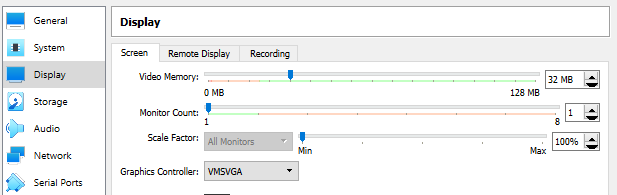 General
System
Display
Storage
Audio
Network
Serial Ports
Display
Screen Remote Display Recording
Video Memory: 32 MB
0 MB 128 MB
Monitor Count: 1
1 8
Scale Factor: All Monitors 100%
Min Max
Graphics Controller: VMSVGA